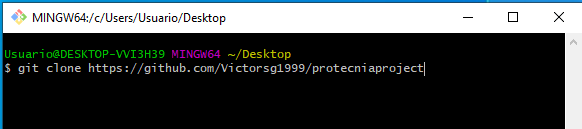 MINGW64:/c/Users/Usuario/Desktop
Usuario@DESKTOP-VVI3H39 MINGW64 ~/Desktop
$ git clone https://github.com/Victorsg1999/protecniaproject